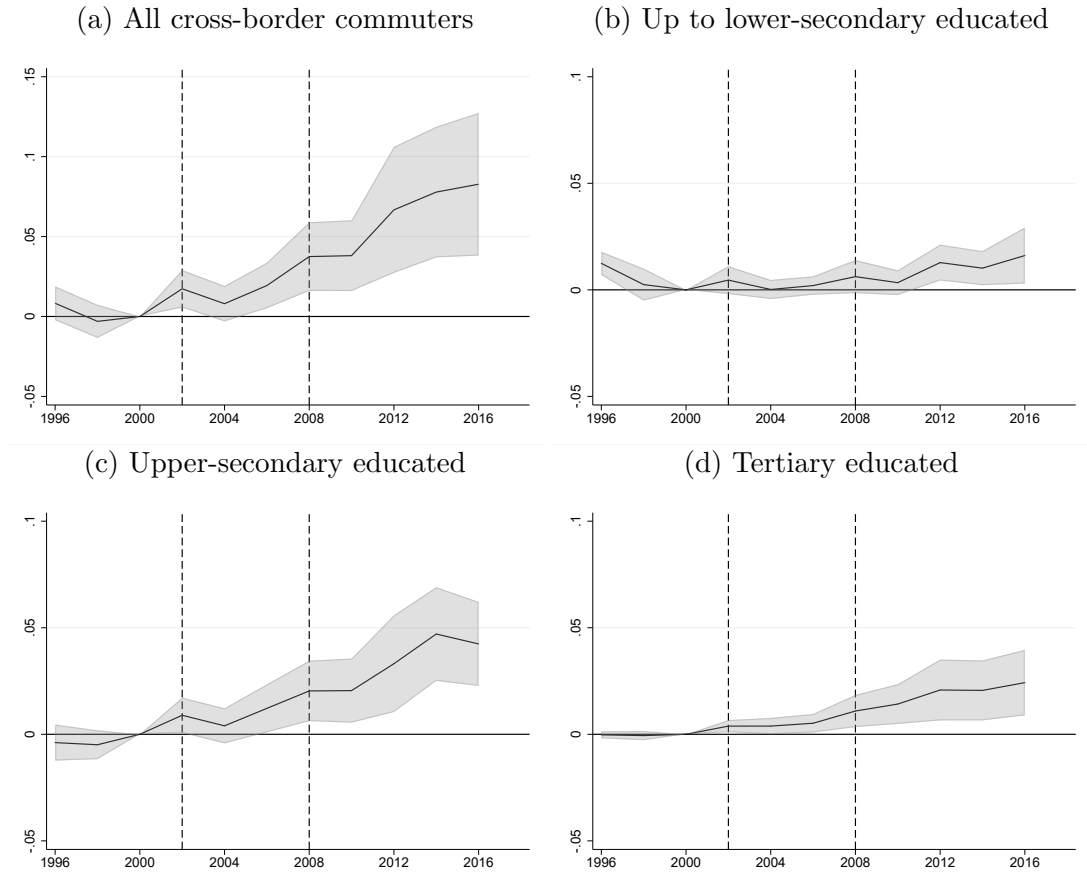 (a) All cross-border commuters
.15
.1
.05
0
-.05
1996 2000 2004 2008 2012 2016
(b) Up to lower-secondary educated
.1
.05
0
-.05
1996 2000 2004 2008 2012 2016
(c) Upper-secondary educated
.1
.05
0
-.05
1996 2000 2004 2008 2012 2016
(d) Tertiary educated
.1
.05
0
-.05
1996 2000 2004 2008 2012 2016